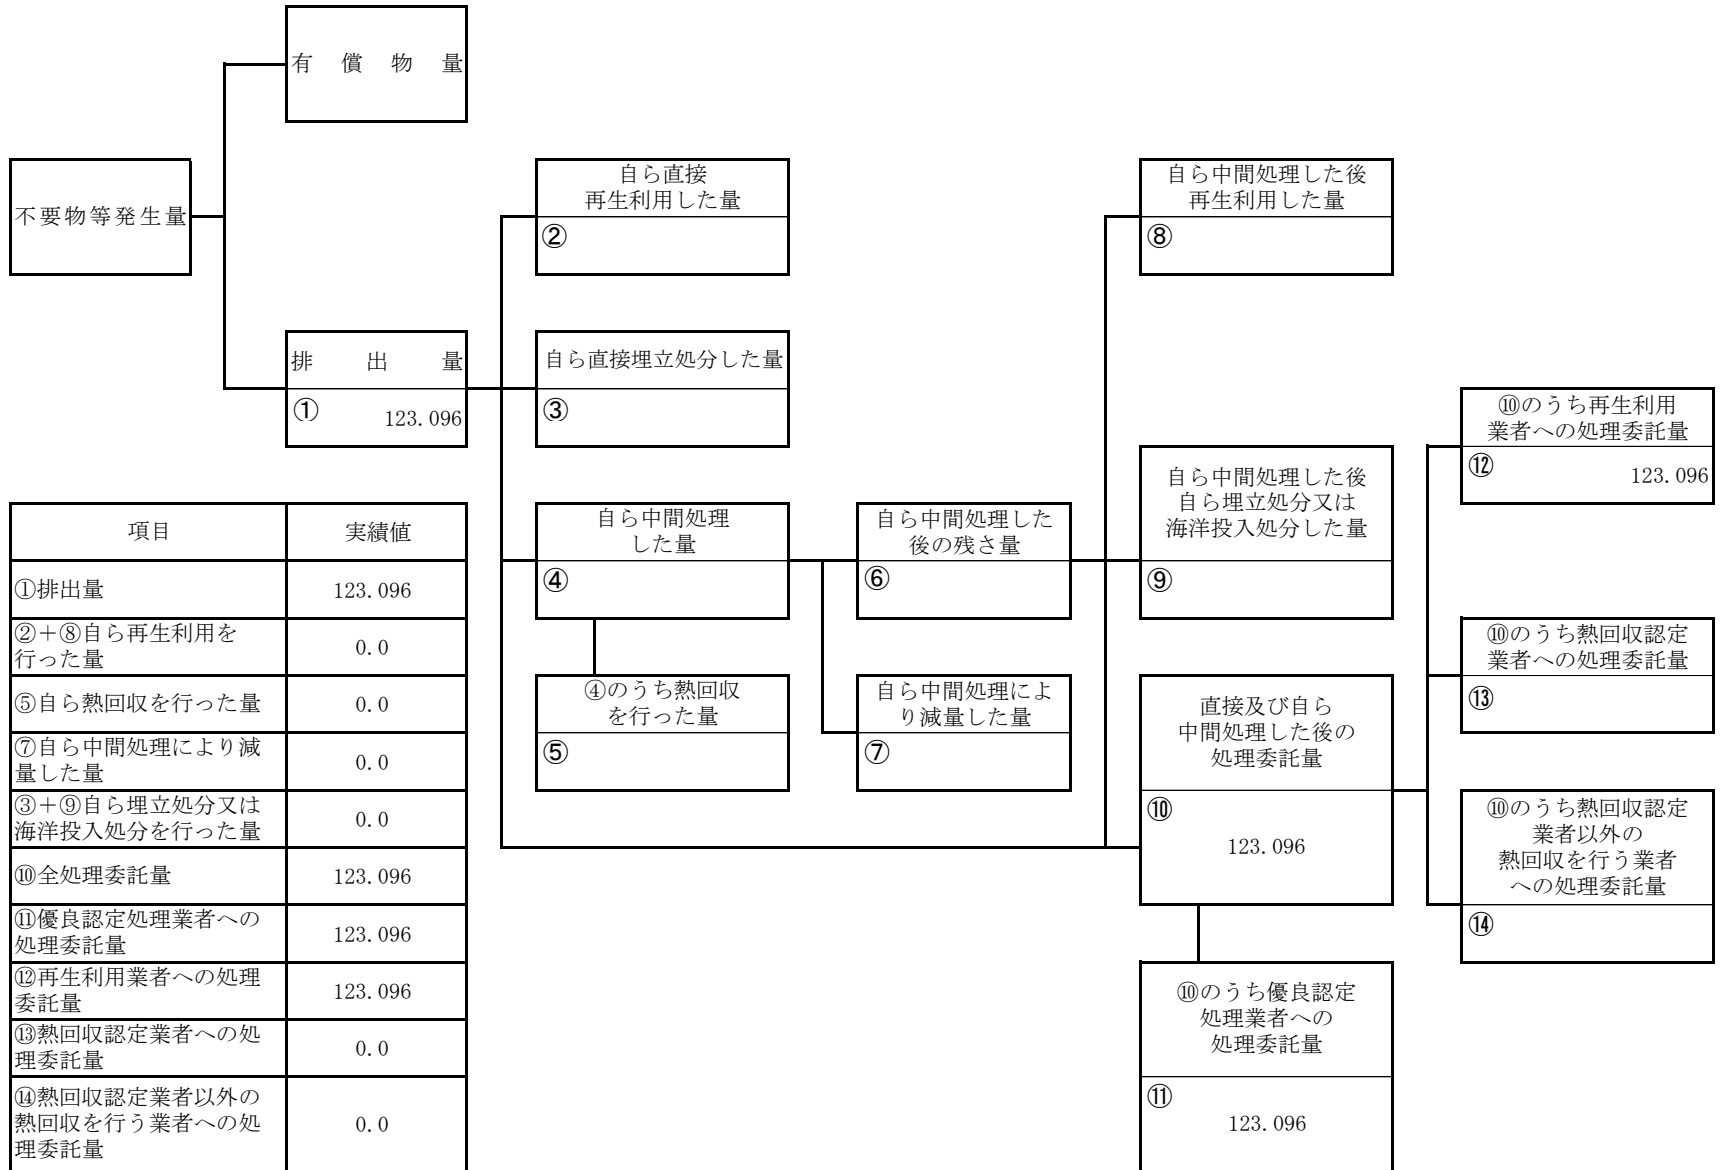 有償物量
不要物等発生量
自ら直接
再生利用した量
②
自ら中間処理した後
再生利用した量
⑧
排出量
① 123.096
自ら直接埋立処分した量
③
⑩のうち再生利用
業者への処理委託量
⑫ 123.096
自ら中間処理
した量
④
自ら中間処理した
後の残さ量
⑥
自ら中間処理した後
自ら埋立処分又は
海洋投入処分した量
⑨
⑩のうち熱回収認定
業者への処理委託量
⑬
④のうち熱回収
を行った量
⑤
自ら中間処理によ
り減量した量
⑦
直接及び自ら
中間処理した後の
処理委託量
⑩
123.096
⑩のうち熱回収認定
業者以外の
熱回収を行う業者
への処理委託量
⑭
⑩のうち優良認定
処理業者への
処理委託量
⑪
123.096
項目 実績値
①排出量 123.096
②＋⑧自ら再生利用を
行った量 0.0
⑤自ら熱回収を行った量 0.0
⑦自ら中間処理により減
量した量 0.0
③＋⑨自ら埋立処分又は
海洋投入処分を行った量 0.0
⑩全処理委託量 123.096
⑪優良認定処理業者への
処理委託量 123.096
⑫再生利用業者への処理
委託量 123.096
⑬熱回収認定業者への処
理委託量 0.0
⑭熱回収認定業者以外の
熱回収を行う業者への処
理委託量 0.0